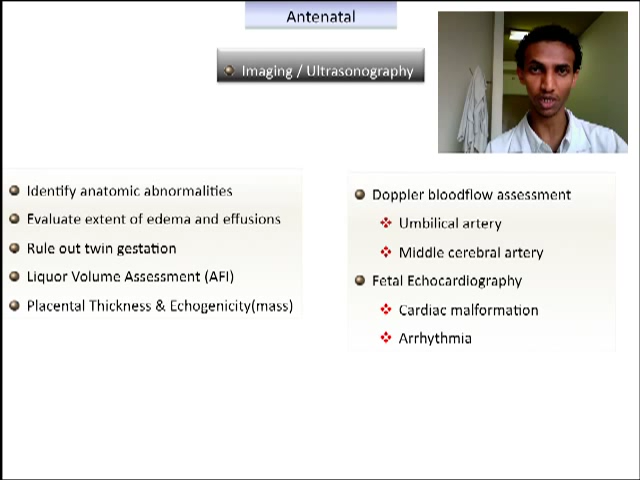 Antenatal
Imaging / Ultrasonography
Identify anatomic abnormalities
Evaluate extent of edema and effusions
Rule out twin gestation
Liquor Volume Assessment (AFI)
Placental Thickness & Echogenicity(mass)
Doppler bloodflow assessment
Umbilical artery
Middle cerebral artery
Fetal Echocardiography
Cardiac malformation
Arrhythmia